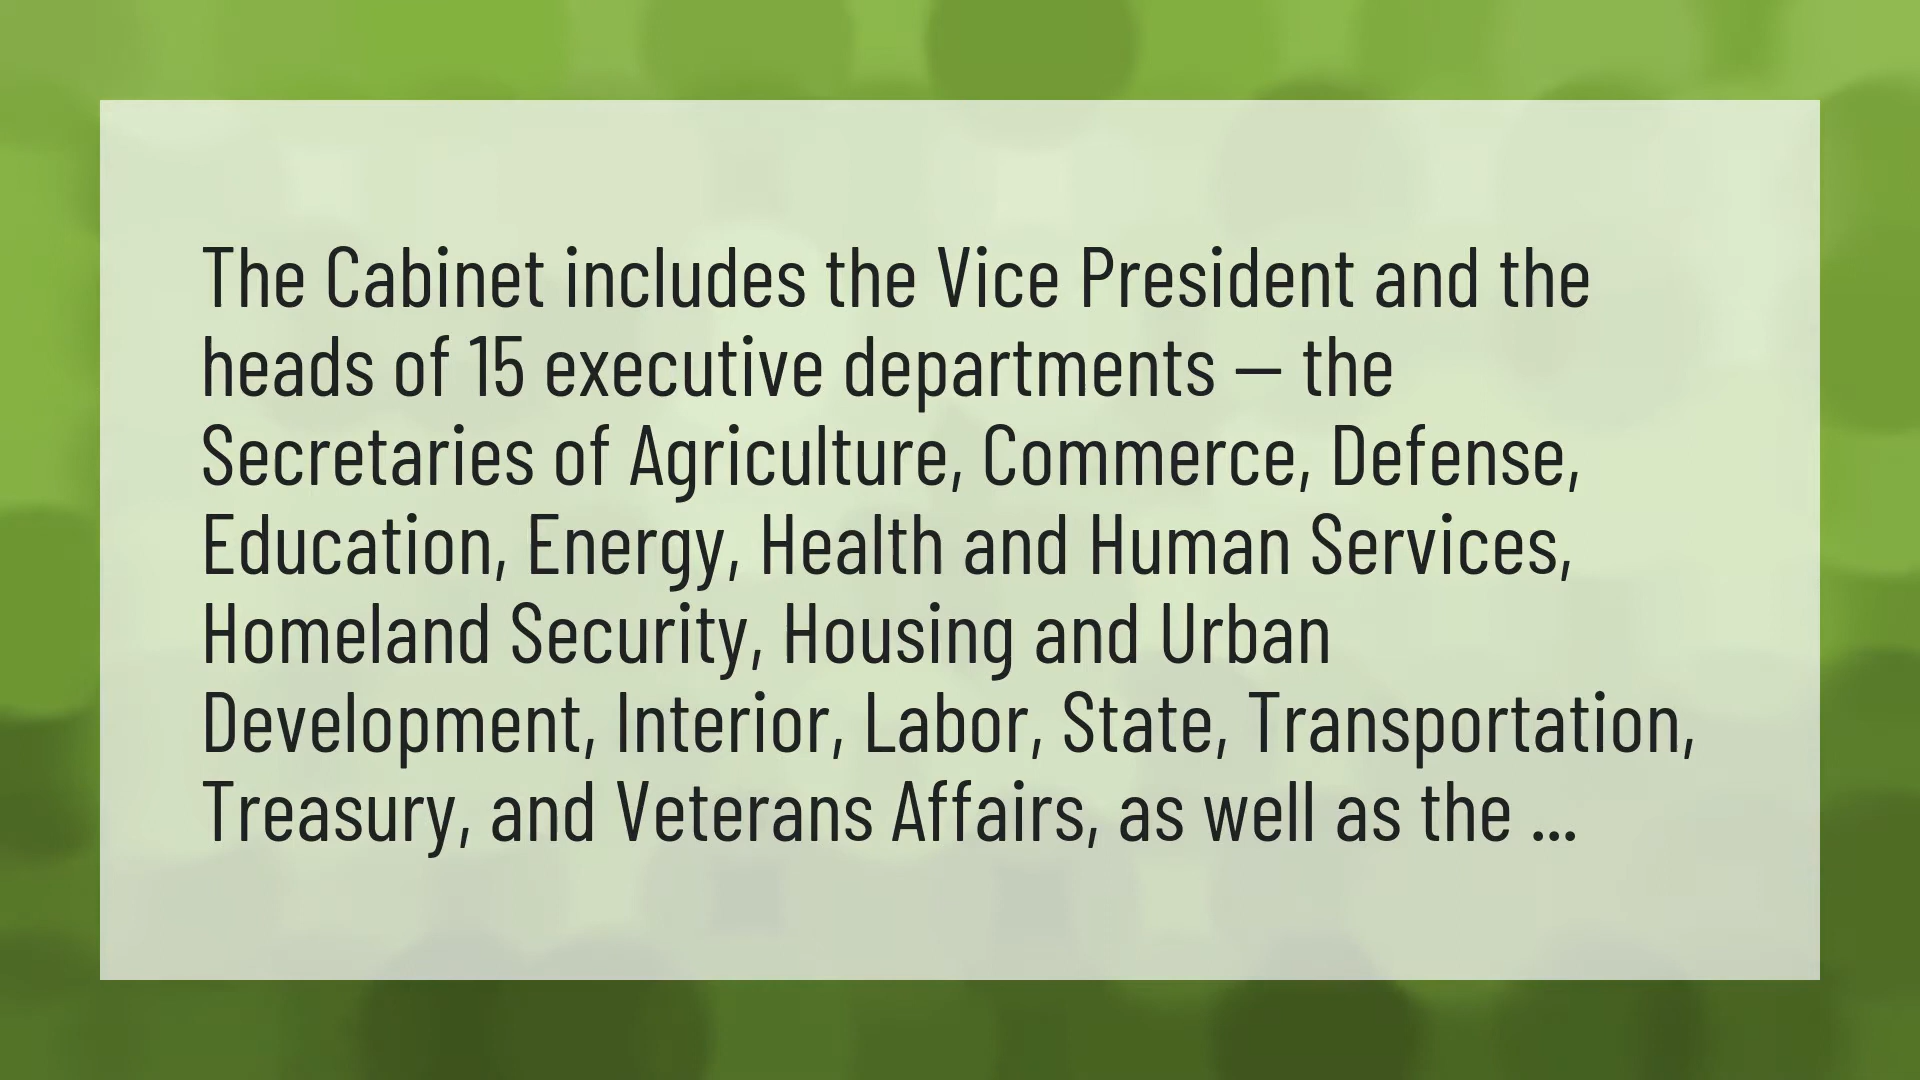 The Cabinet includes the Vice President and the
heads of 15 executive departments — the
Secretaries of Agriculture, Commerce, Defense,
Education, Energy, Health and Human Services,
Homeland Security, Housing and Urban
Development, Interior, Labor, State, Transportation,
Treasury, and Veterans Affairs, as well as the ...